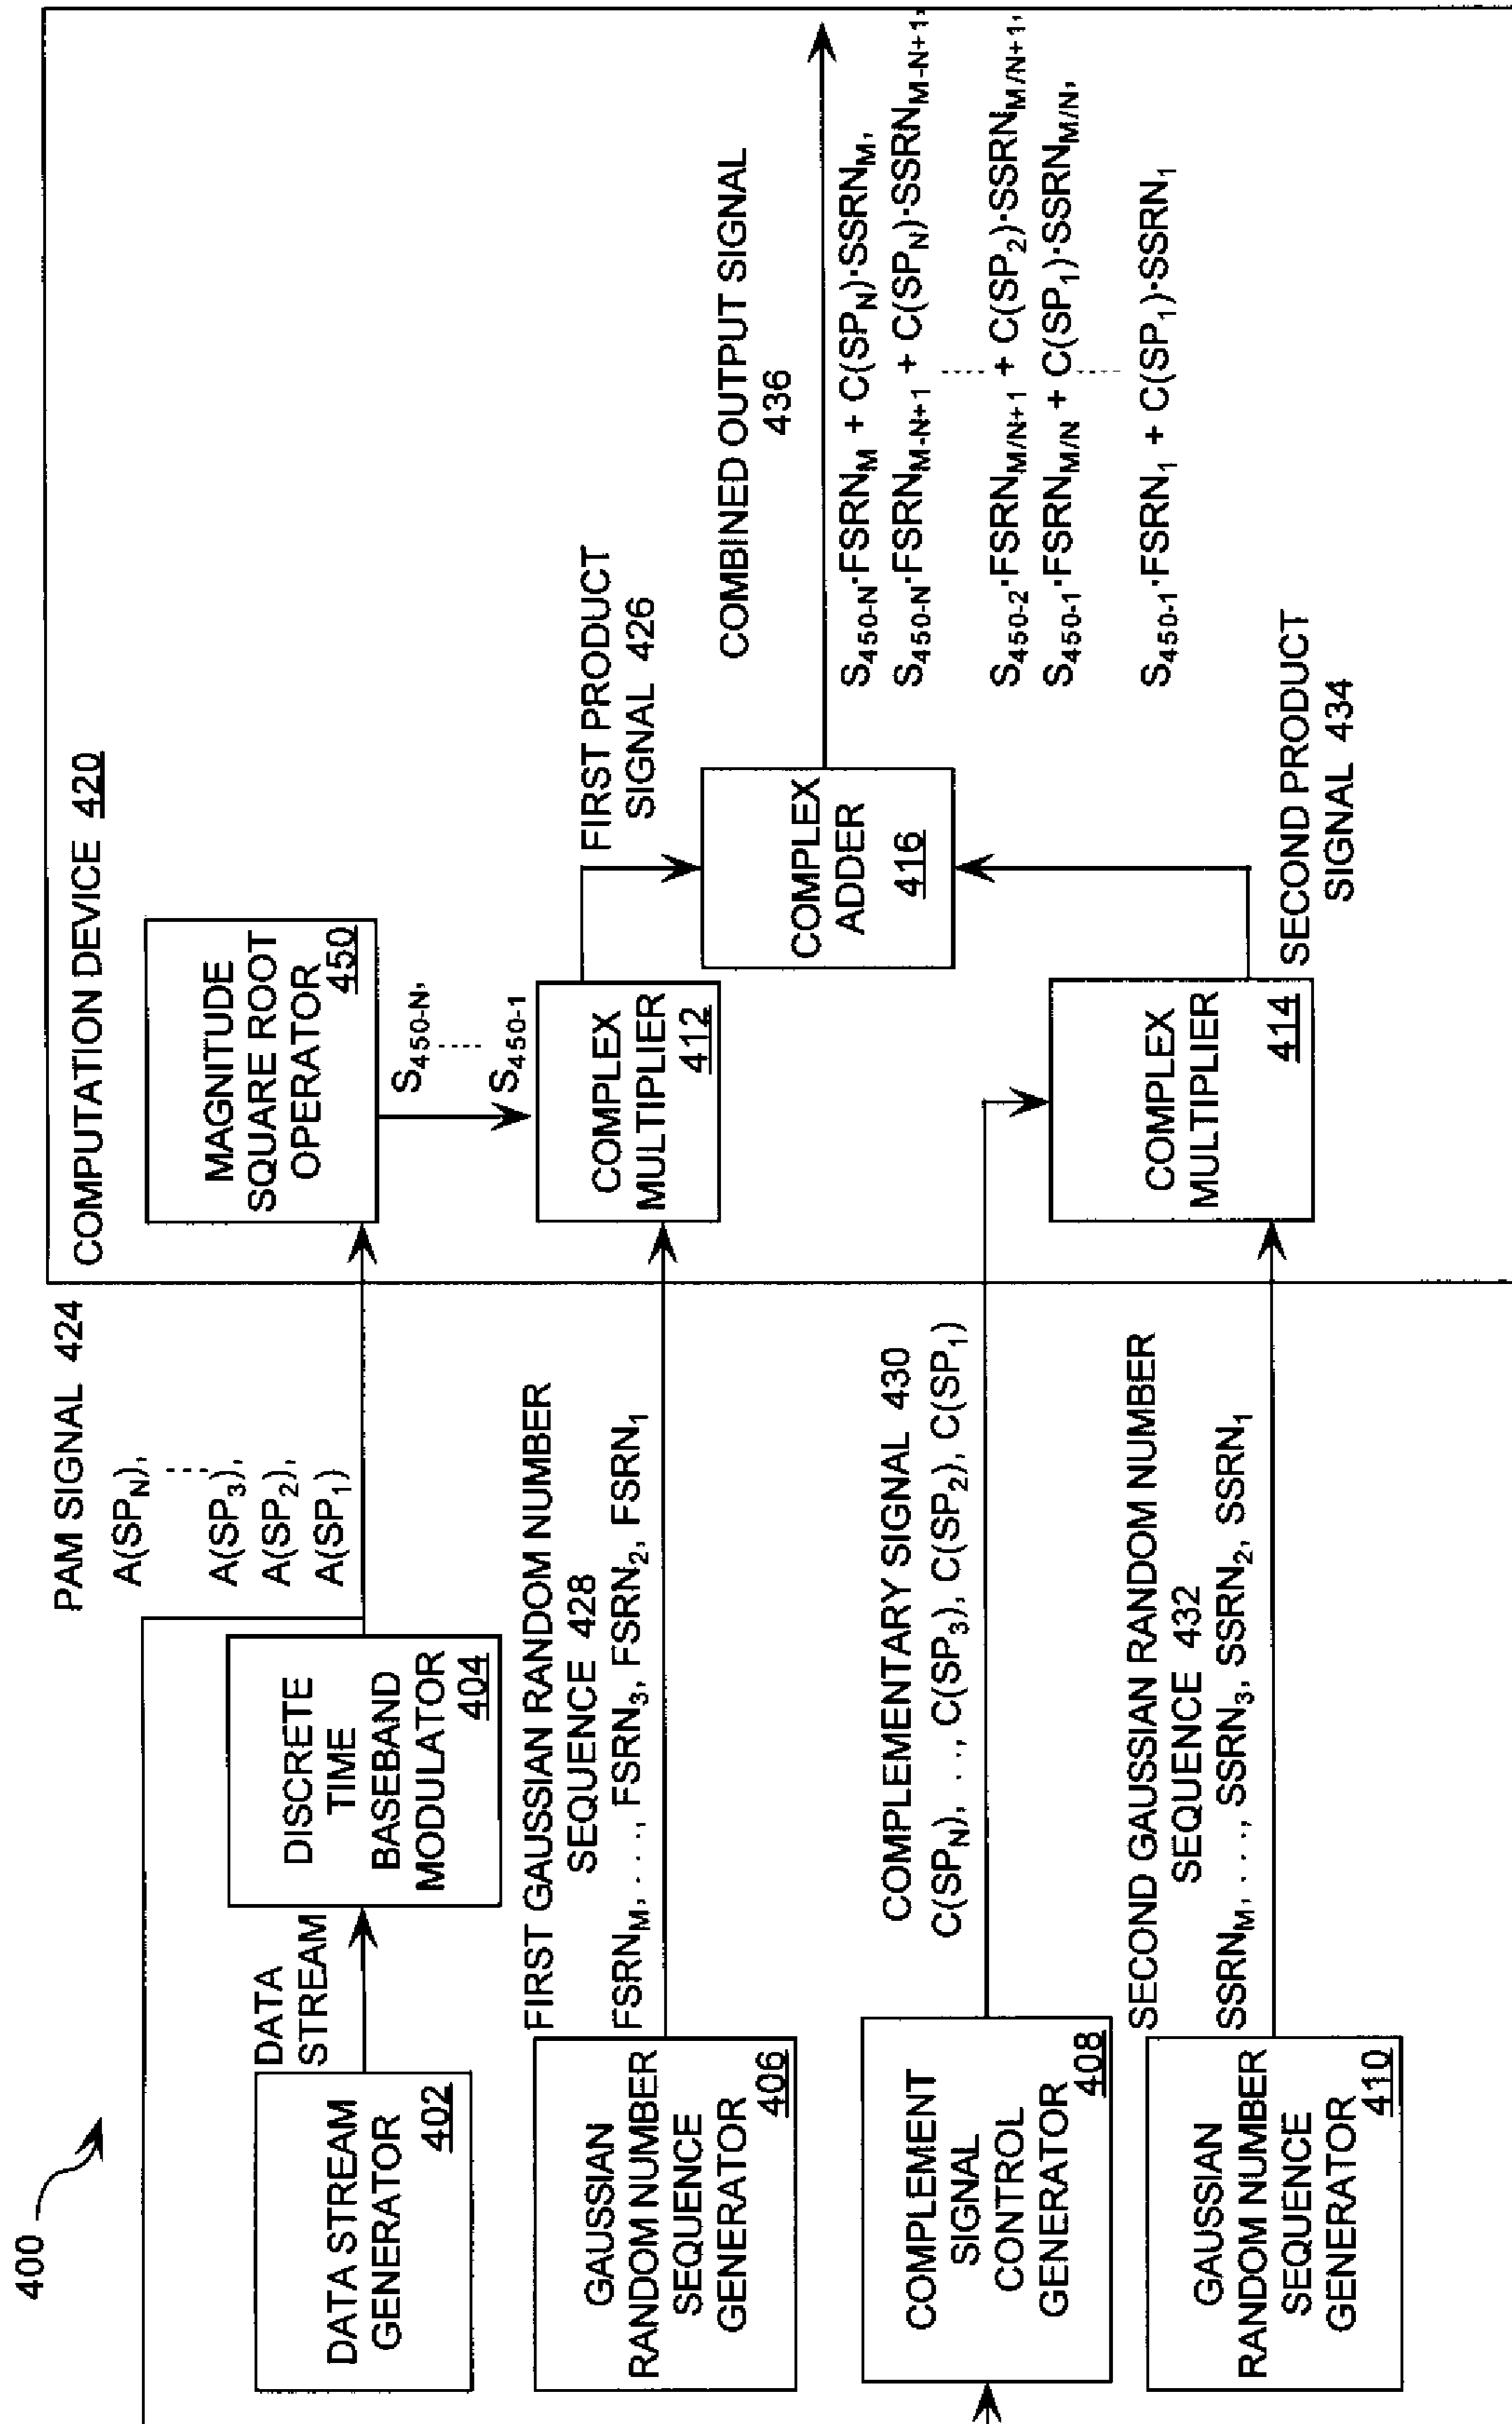 400
DATA STREAM
GENERATOR
402
DATA
STREAM
DISCRETE
TIME
BASEBAND
MODULATOR
404
PAM SIGNAL 424
A(SP_N),
A(SP_3),
A(SP_2),
A(SP_1)
COMPUTATION DEVICE 420
MAGNITUDE
SQUARE ROOT
OPERATOR
450
S_450-N,
S_450-1
GAUSSIAN
RANDOM NUMBER
SEQUENCE
GENERATOR
406
FIRST GAUSSIAN RANDOM NUMBER
SEQUENCE 428
FSRN_M, . . ., FSRN_3, FSRN_2, FSRN_1
COMPLEX
MULTIPLIER
412
FIRST PRODUCT
SIGNAL 426
COMPLEX
ADDER
416
COMBINED OUTPUT SIGNAL
436
S_450-N·FSRN_M + C(SP_N)·SSRN_M,
S_450-N·FSRN_M-N+1 + C(SP_N)·SSRN_M-N+1,
S_450-2·FSRN_M/N+1 + C(SP_2)·SSRN_M/N+1,
S_450-1·FSRN_M/N + C(SP_1)·SSRN_M/N,
S_450-1·FSRN_1 + C(SP_1)·SSRN_1
COMPLEMENT
SIGNAL
CONTROL
GENERATOR
408
COMPLEMENTARY SIGNAL 430
C(SP_N), . . ., C(SP_3), C(SP_2), C(SP_1)
COMPLEX
MULTIPLIER
414
SECOND PRODUCT
SIGNAL 434
GAUSSIAN
RANDOM NUMBER
SEQUENCE
GENERATOR
410
SECOND GAUSSIAN RANDOM NUMBER
SEQUENCE 432
SSRN_M, . . ., SSRN_3, SSRN_2, SSRN_1